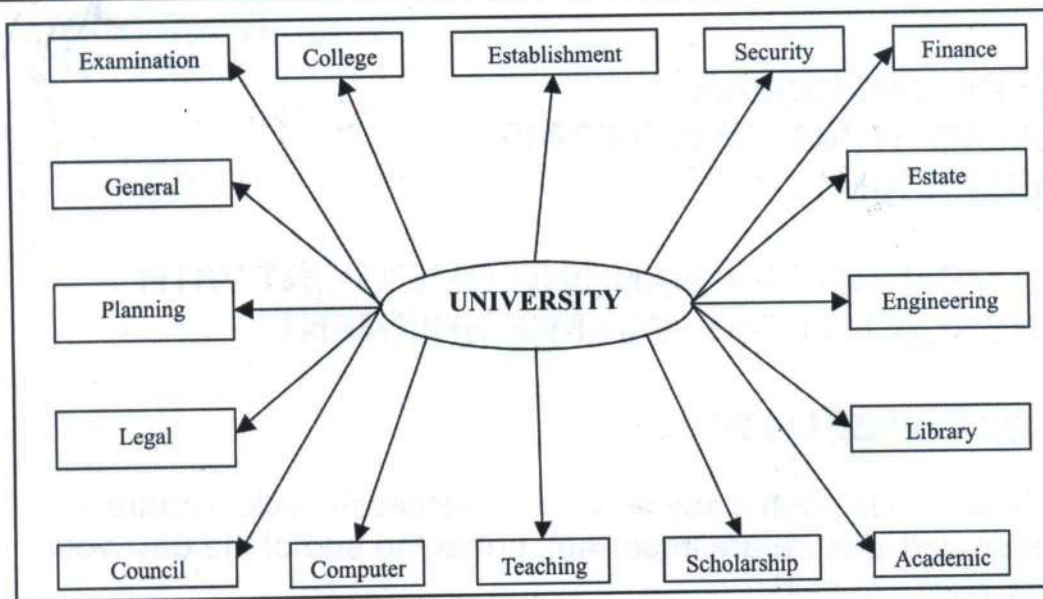 Examination
College
Establishment
Security
Finance
General
Estate
UNIVERSITY
Planning
Engineering
Legal
Library
Council
Computer
Teaching
Scholarship
Academic